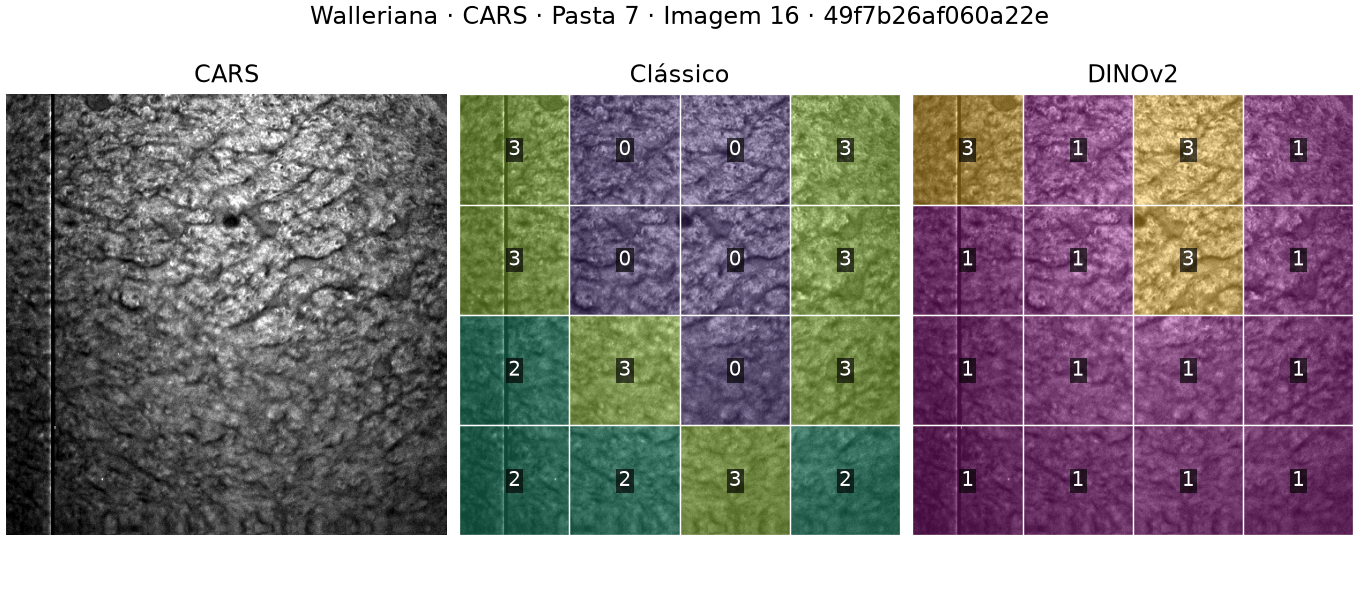 Walleriana · CARS · Pasta 7 · Imagem 16 · 49f7b26af060a22e
CARS
Clássico
DINOv2
3 0 0 3
3 0 0 3
2 3 0 3
2 2 3 2
3 1 3 1
1 1 3 1
1 1 1 1
1 1 1 1